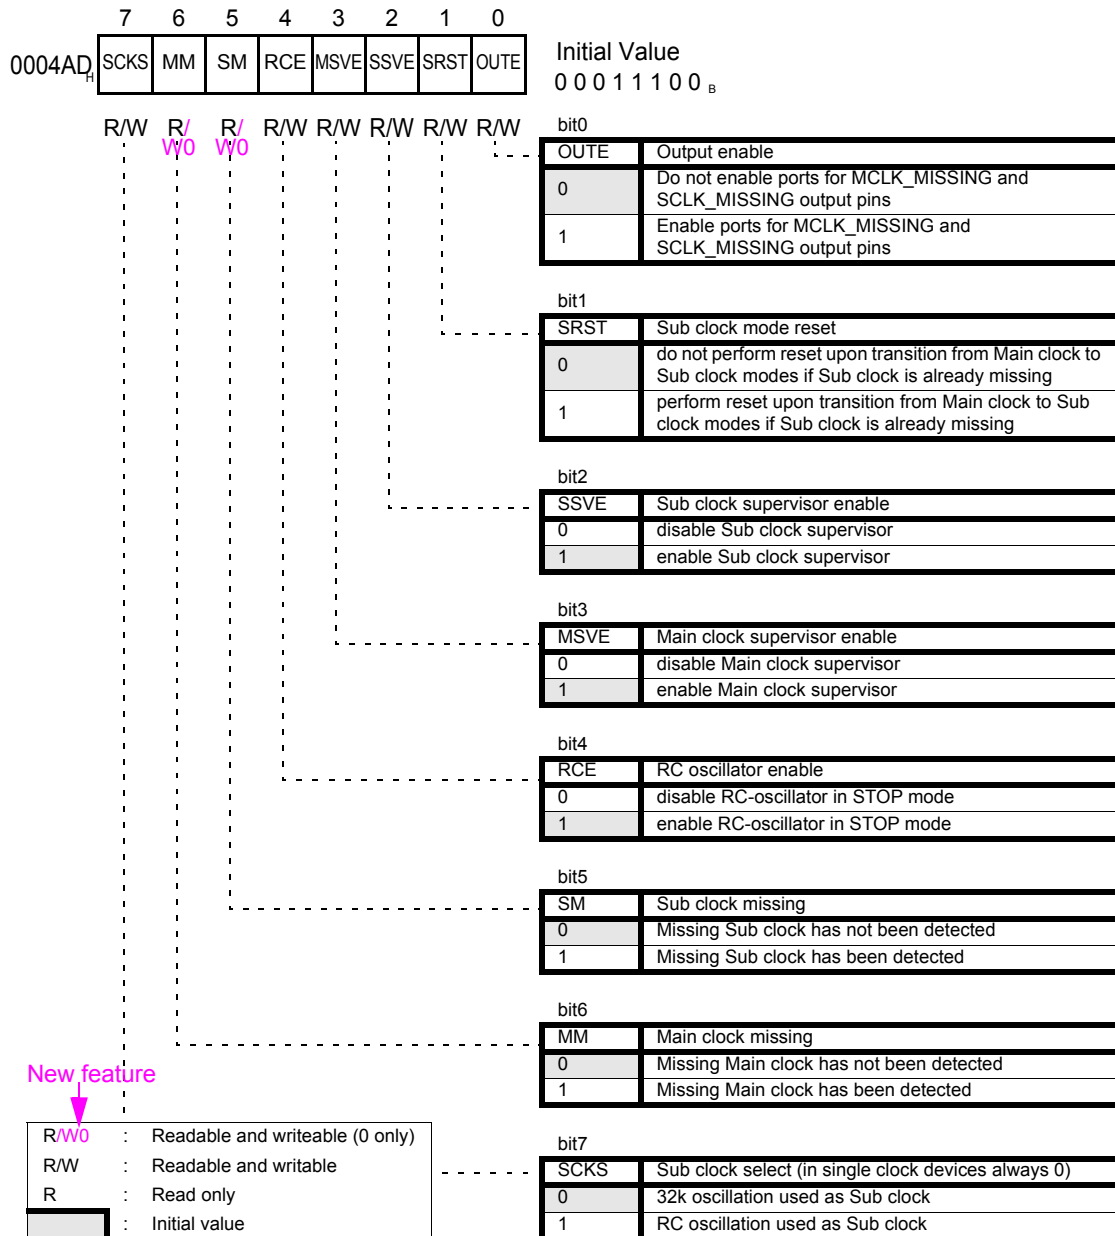 7 6 5 4 3 2 1 0
0004ADH SCKS MM SM RCE MSVE SSVE SRST OUTE
Initial Value
0 0 0 1 1 1 0 0 B
R/W R/W0 R/W0 R/W R/W R/W R/W R/W
bit0
OUTE Output enable
0 Do not enable ports for MCLK_MISSING and
SCLK_MISSING output pins
1 Enable ports for MCLK_MISSING and
SCLK_MISSING output pins
bit1
SRST Sub clock mode reset
0 do not perform reset upon transition from Main clock to
Sub clock modes if Sub clock is already missing
1 perform reset upon transition from Main clock to Sub
clock modes if Sub clock is already missing
bit2
SSVE Sub clock supervisor enable
0 disable Sub clock supervisor
1 enable Sub clock supervisor
bit3
MSVE Main clock supervisor enable
0 disable Main clock supervisor
1 enable Main clock supervisor
bit4
RCE RC oscillator enable
0 disable RC-oscillator in STOP mode
1 enable RC-oscillator in STOP mode
bit5
SM Sub clock missing
0 Missing Sub clock has not been detected
1 Missing Sub clock has been detected
bit6
MM Main clock missing
0 Missing Main clock has not been detected
1 Missing Main clock has been detected
New feature
R/W0 : Readable and writeable (0 only)
R/W : Readable and writable
R : Read only
: Initial value
bit7
SCKS Sub clock select (in single clock devices always 0)
0 32k oscillation used as Sub clock
1 RC oscillation used as Sub clock